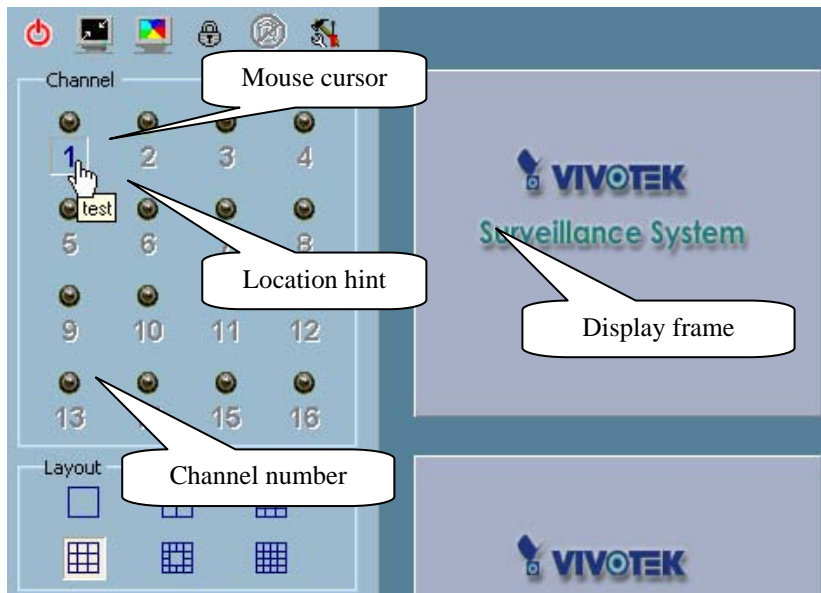 Channel
Mouse cursor
1
2
3
4
test
5
6
8
Location hint
9
10
11
12
13
15
16
Channel number
Layout
VIVOTEK
Surveillance System
Display frame
VIVOTEK